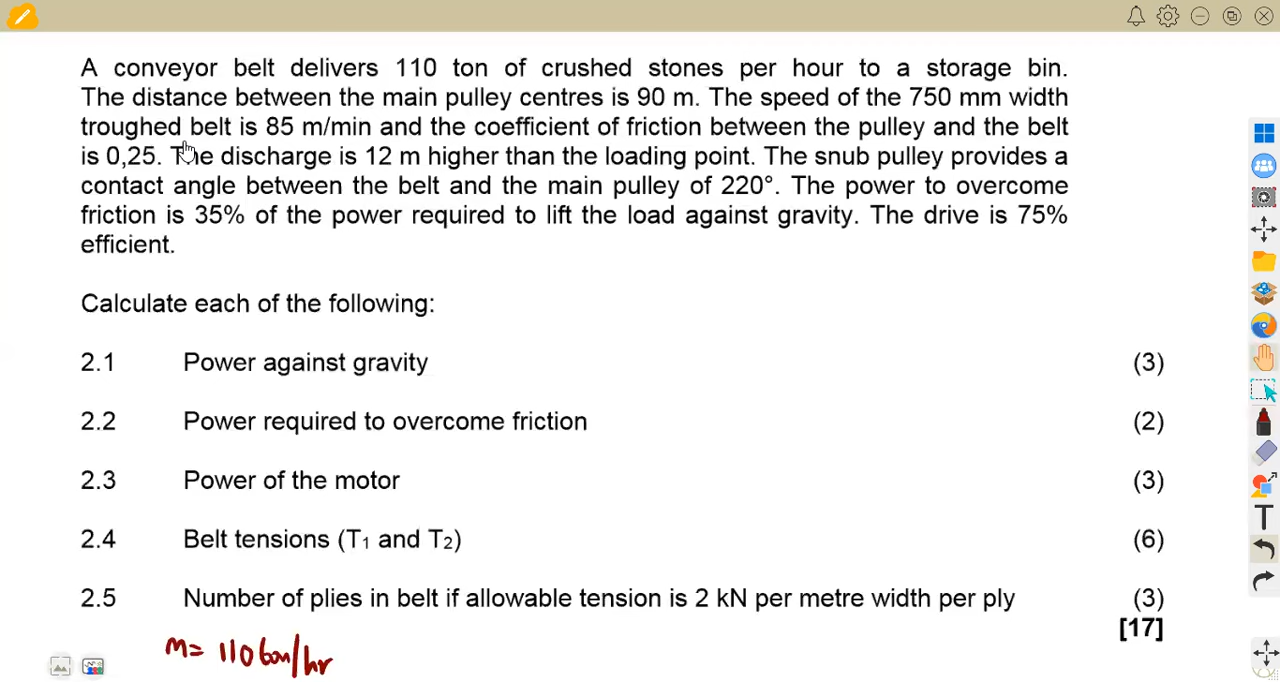 A conveyor belt delivers 110 ton of crushed stones per hour to a storage bin.
The distance between the main pulley centres is 90 m. The speed of the 750 mm width
troughed belt is 85 m/min and the coefficient of friction between the pulley and the belt
is 0,25. The discharge is 12 m higher than the loading point. The snub pulley provides a
contact angle between the belt and the main pulley of 220°. The power to overcome
friction is 35% of the power required to lift the load against gravity. The drive is 75%
efficient.
Calculate each of the following:
2.1 Power against gravity (3)
2.2 Power required to overcome friction (2)
2.3 Power of the motor (3)
2.4 Belt tensions (T₁ and T₂) (6)
2.5 Number of plies in belt if allowable tension is 2 kN per metre width per ply (3)
[17]
m= 110 ton/hr
T